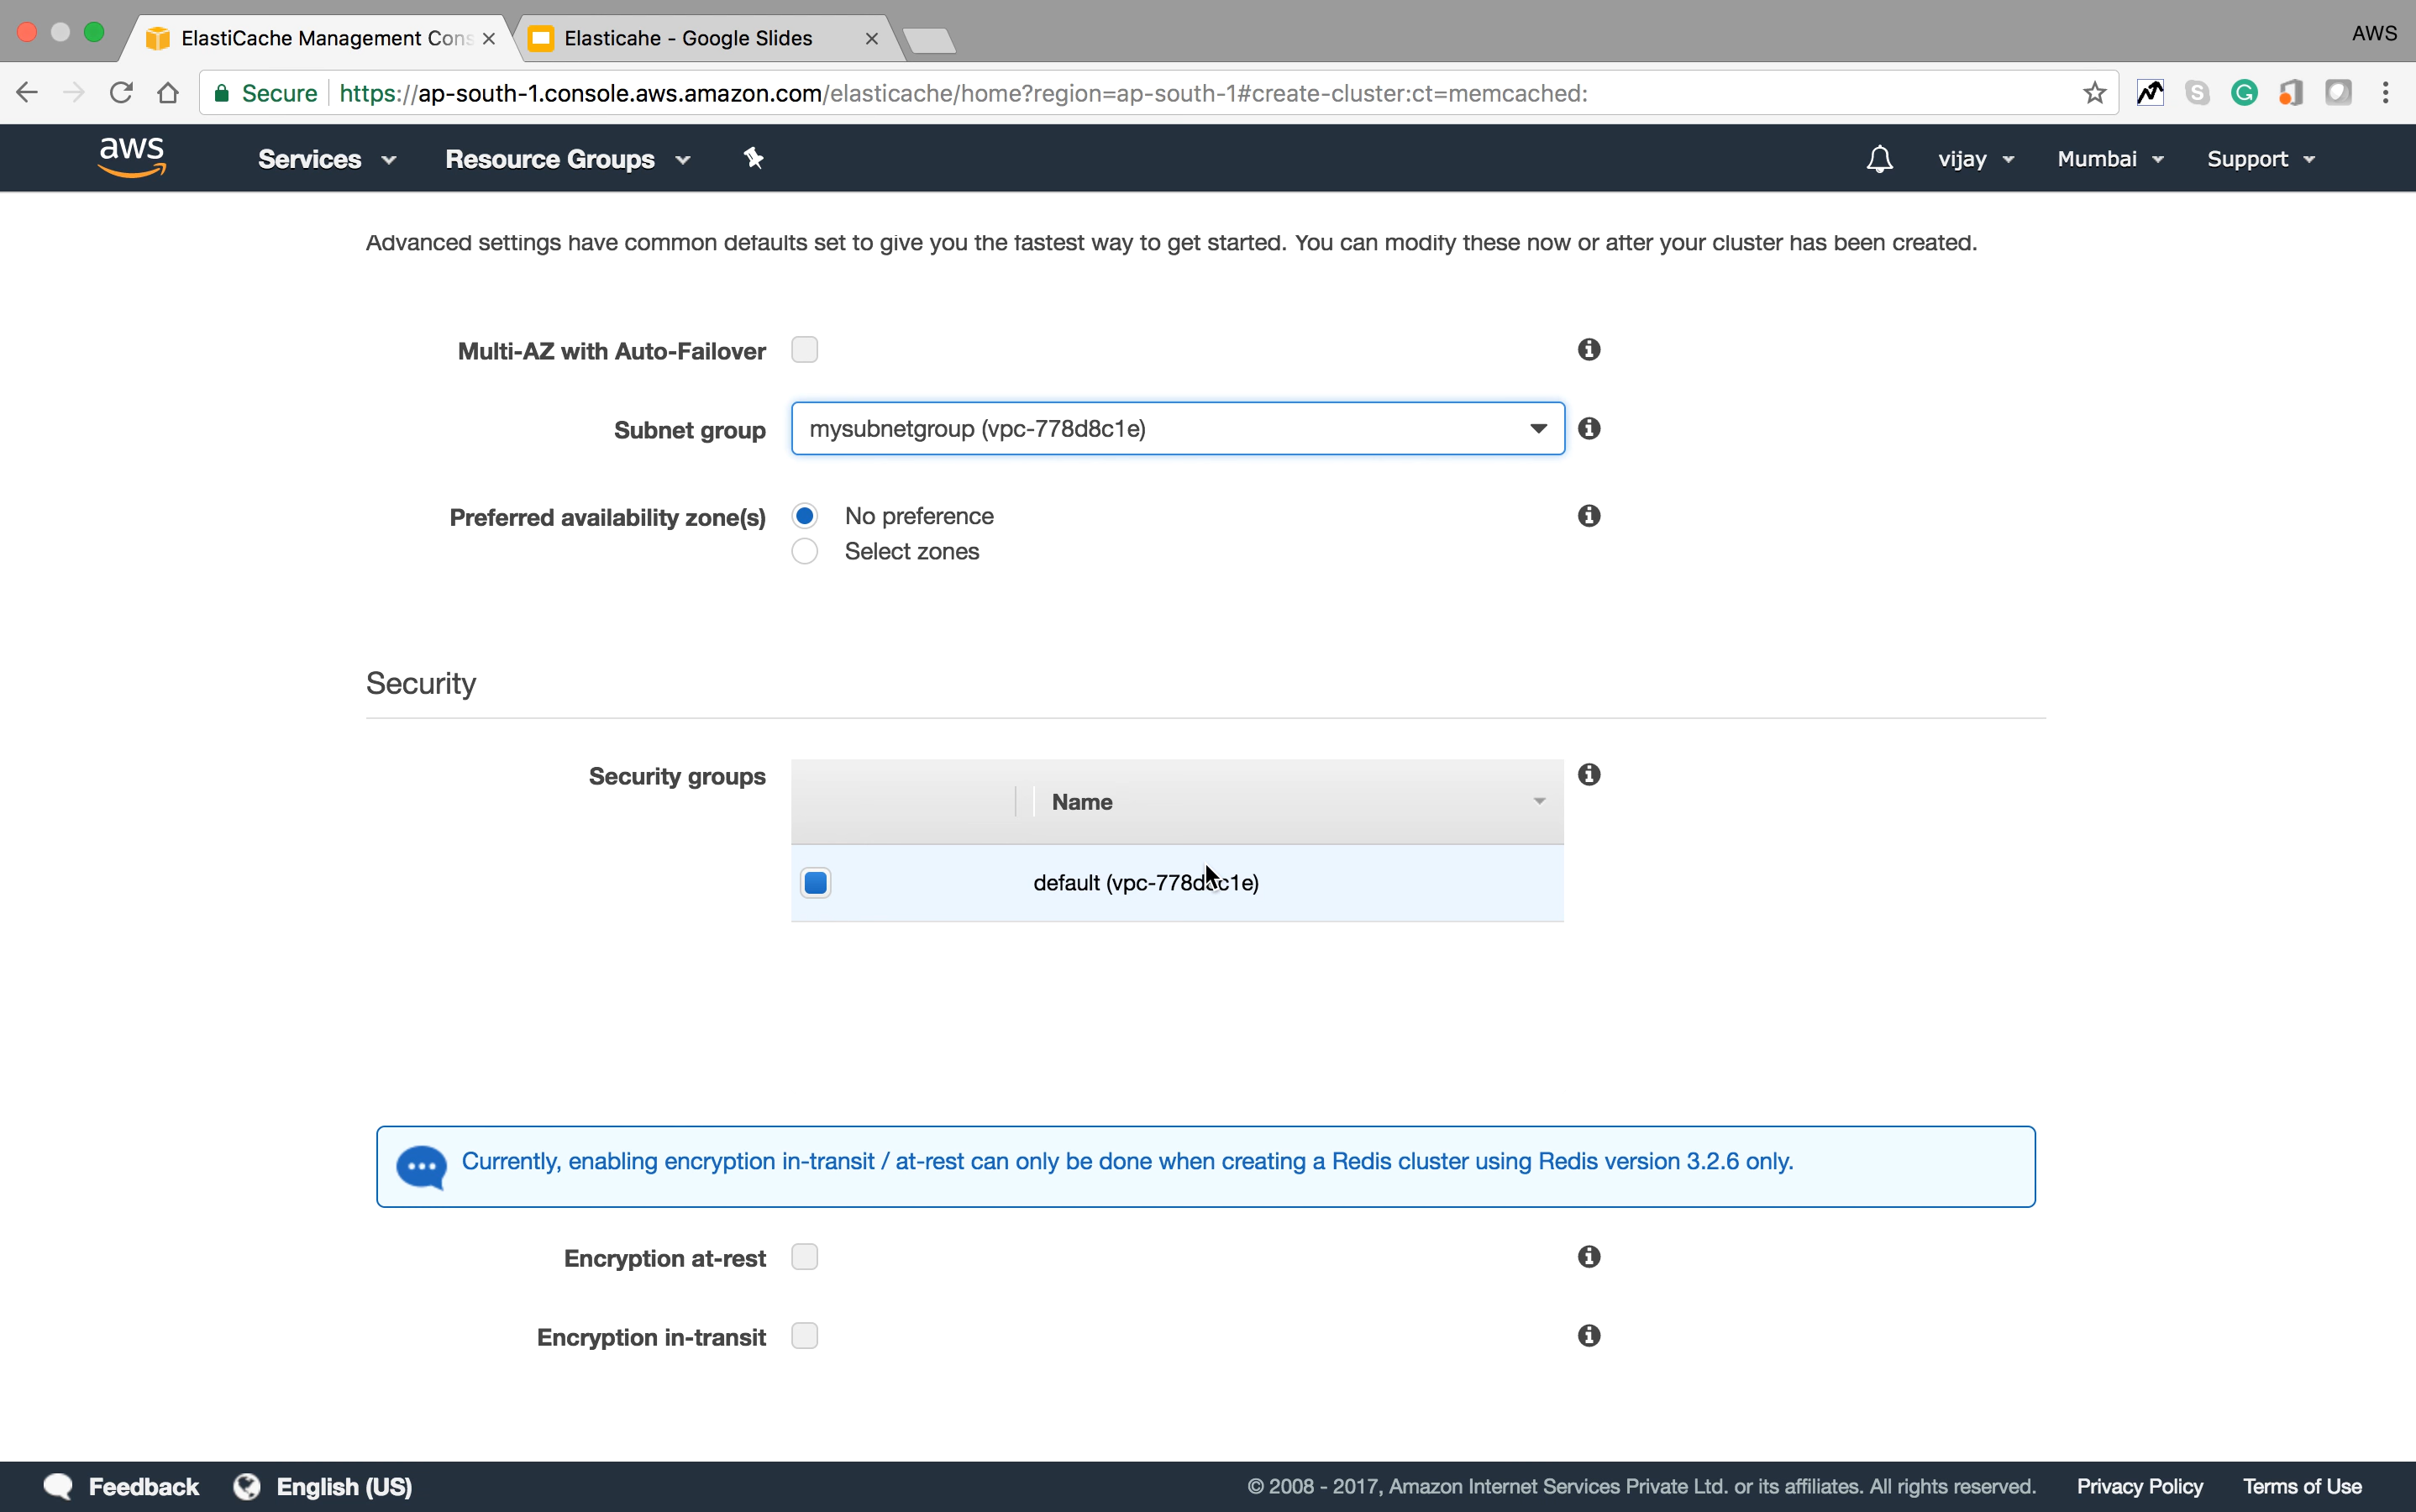 ElastiCache Management Cons
Elasticahe - Google Slides
AWS
Secure
https://ap-south-1.console.aws.amazon.com/elasticache/home?region=ap-south-1#create-cluster:ct=memcached:
aws
Services
Resource Groups
vijay
Mumbai
Support
Advanced settings have common defaults set to give you the fastest way to get started. You can modify these now or after your cluster has been created.
Multi-AZ with Auto-Failover
Subnet group
mysubnetgroup (vpc-778d8c1e)
Preferred availability zone(s)
No preference
Select zones
Security
Security groups
Name
default (vpc-778d8c1e)
Currently, enabling encryption in-transit / at-rest can only be done when creating a Redis cluster using Redis version 3.2.6 only.
Encryption at-rest
Encryption in-transit
Feedback
English (US)
© 2008 - 2017, Amazon Internet Services Private Ltd. or its affiliates. All rights reserved.
Privacy Policy
Terms of Use